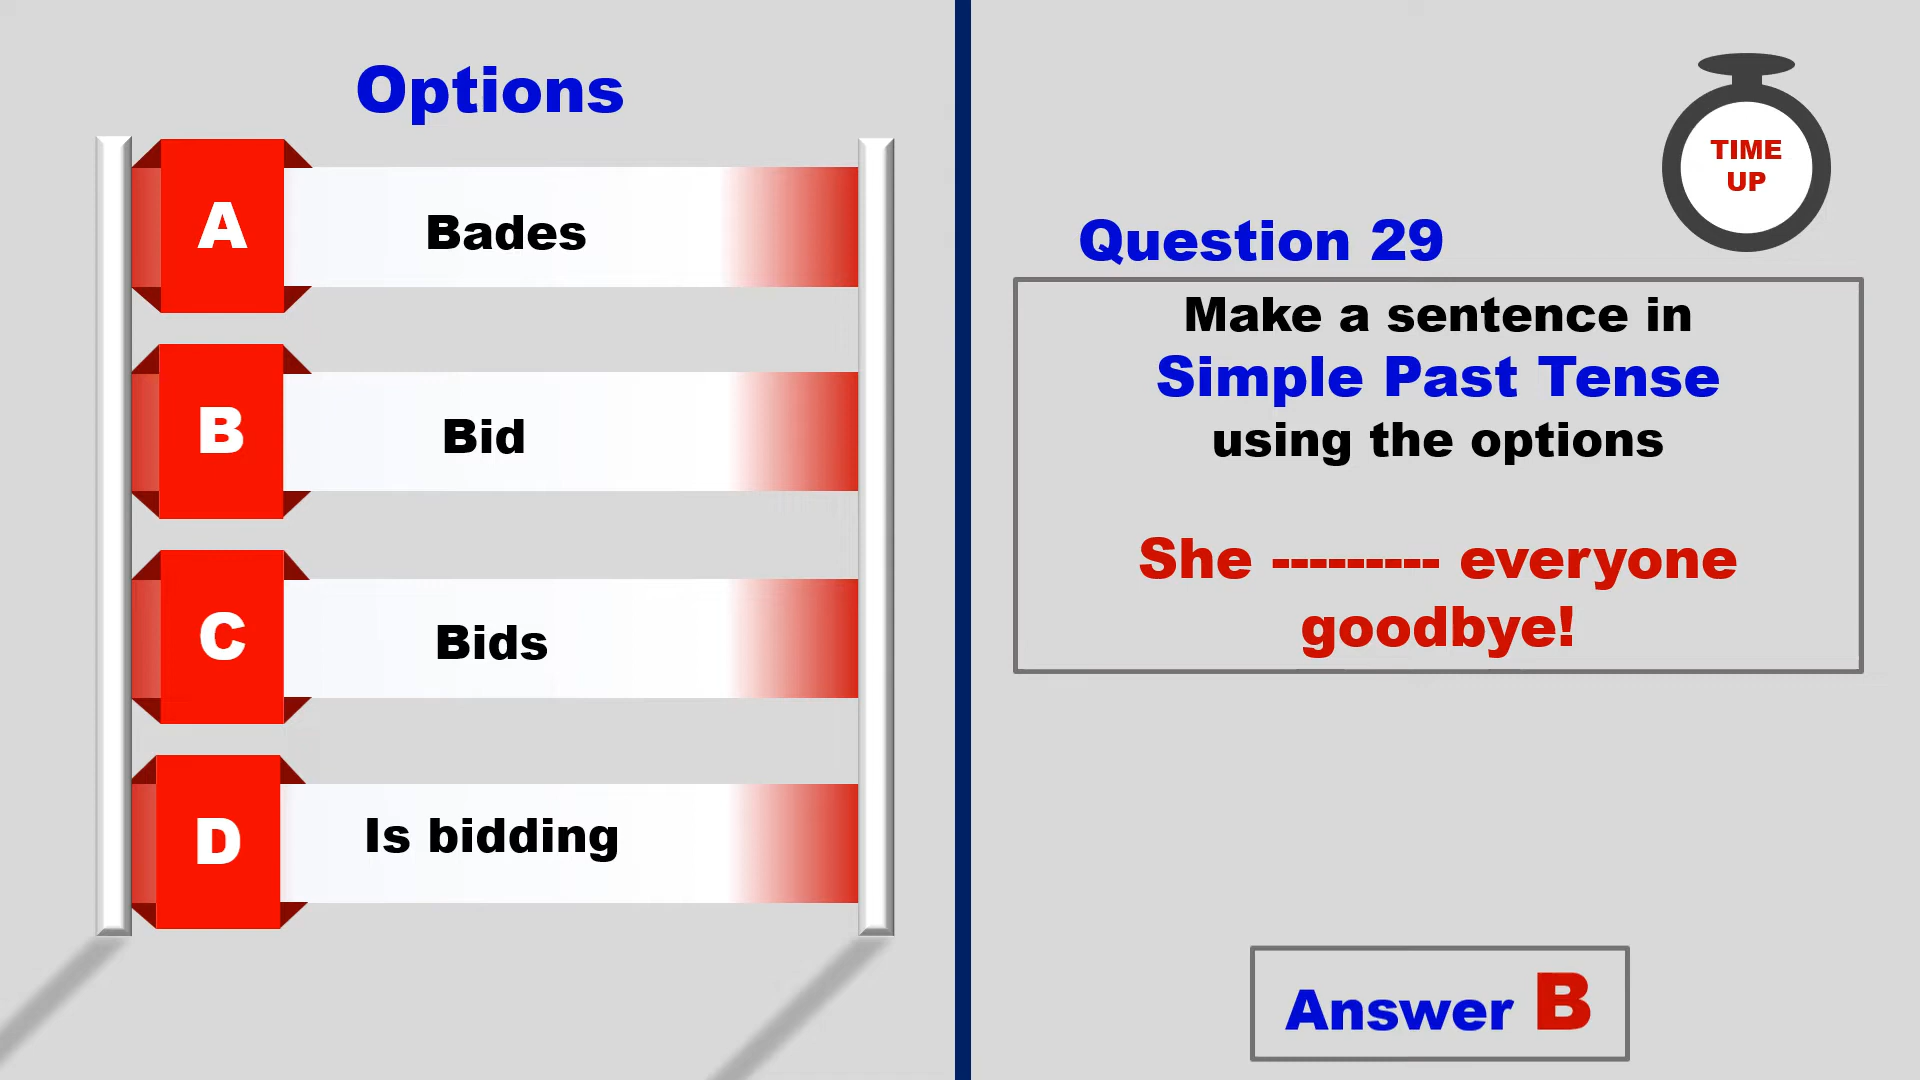 Options
A Bades
B Bid
C Bids
D Is bidding
TIME
UP
Question 29
Make a sentence in
Simple Past Tense
using the options
She --------- everyone
goodbye!
Answer B